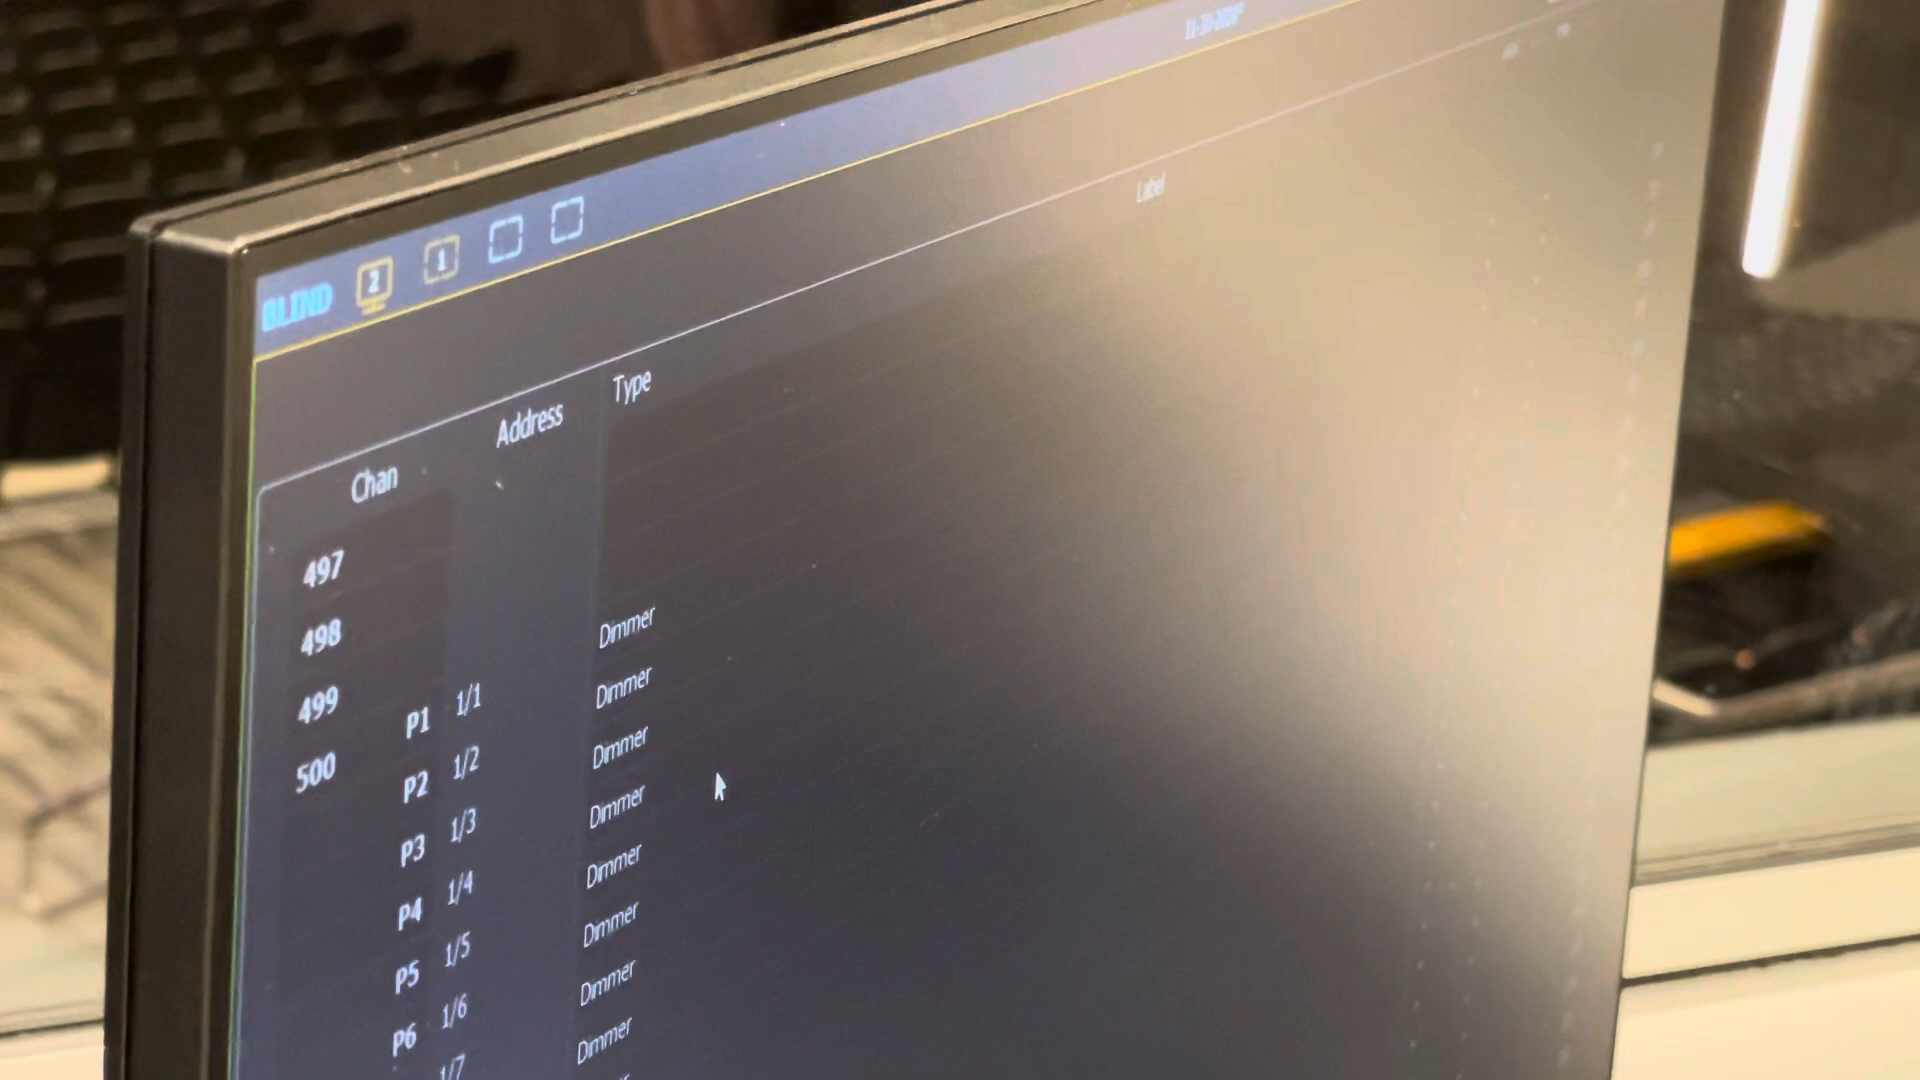 BLIND 2 1
Chan Address Type Label
497
498
499
500
P1 1/1 Dimmer
P2 1/2 Dimmer
P3 1/3 Dimmer
P4 1/4 Dimmer
P5 1/5 Dimmer
P6 1/6 Dimmer
1/7 Dimmer
Dimmer